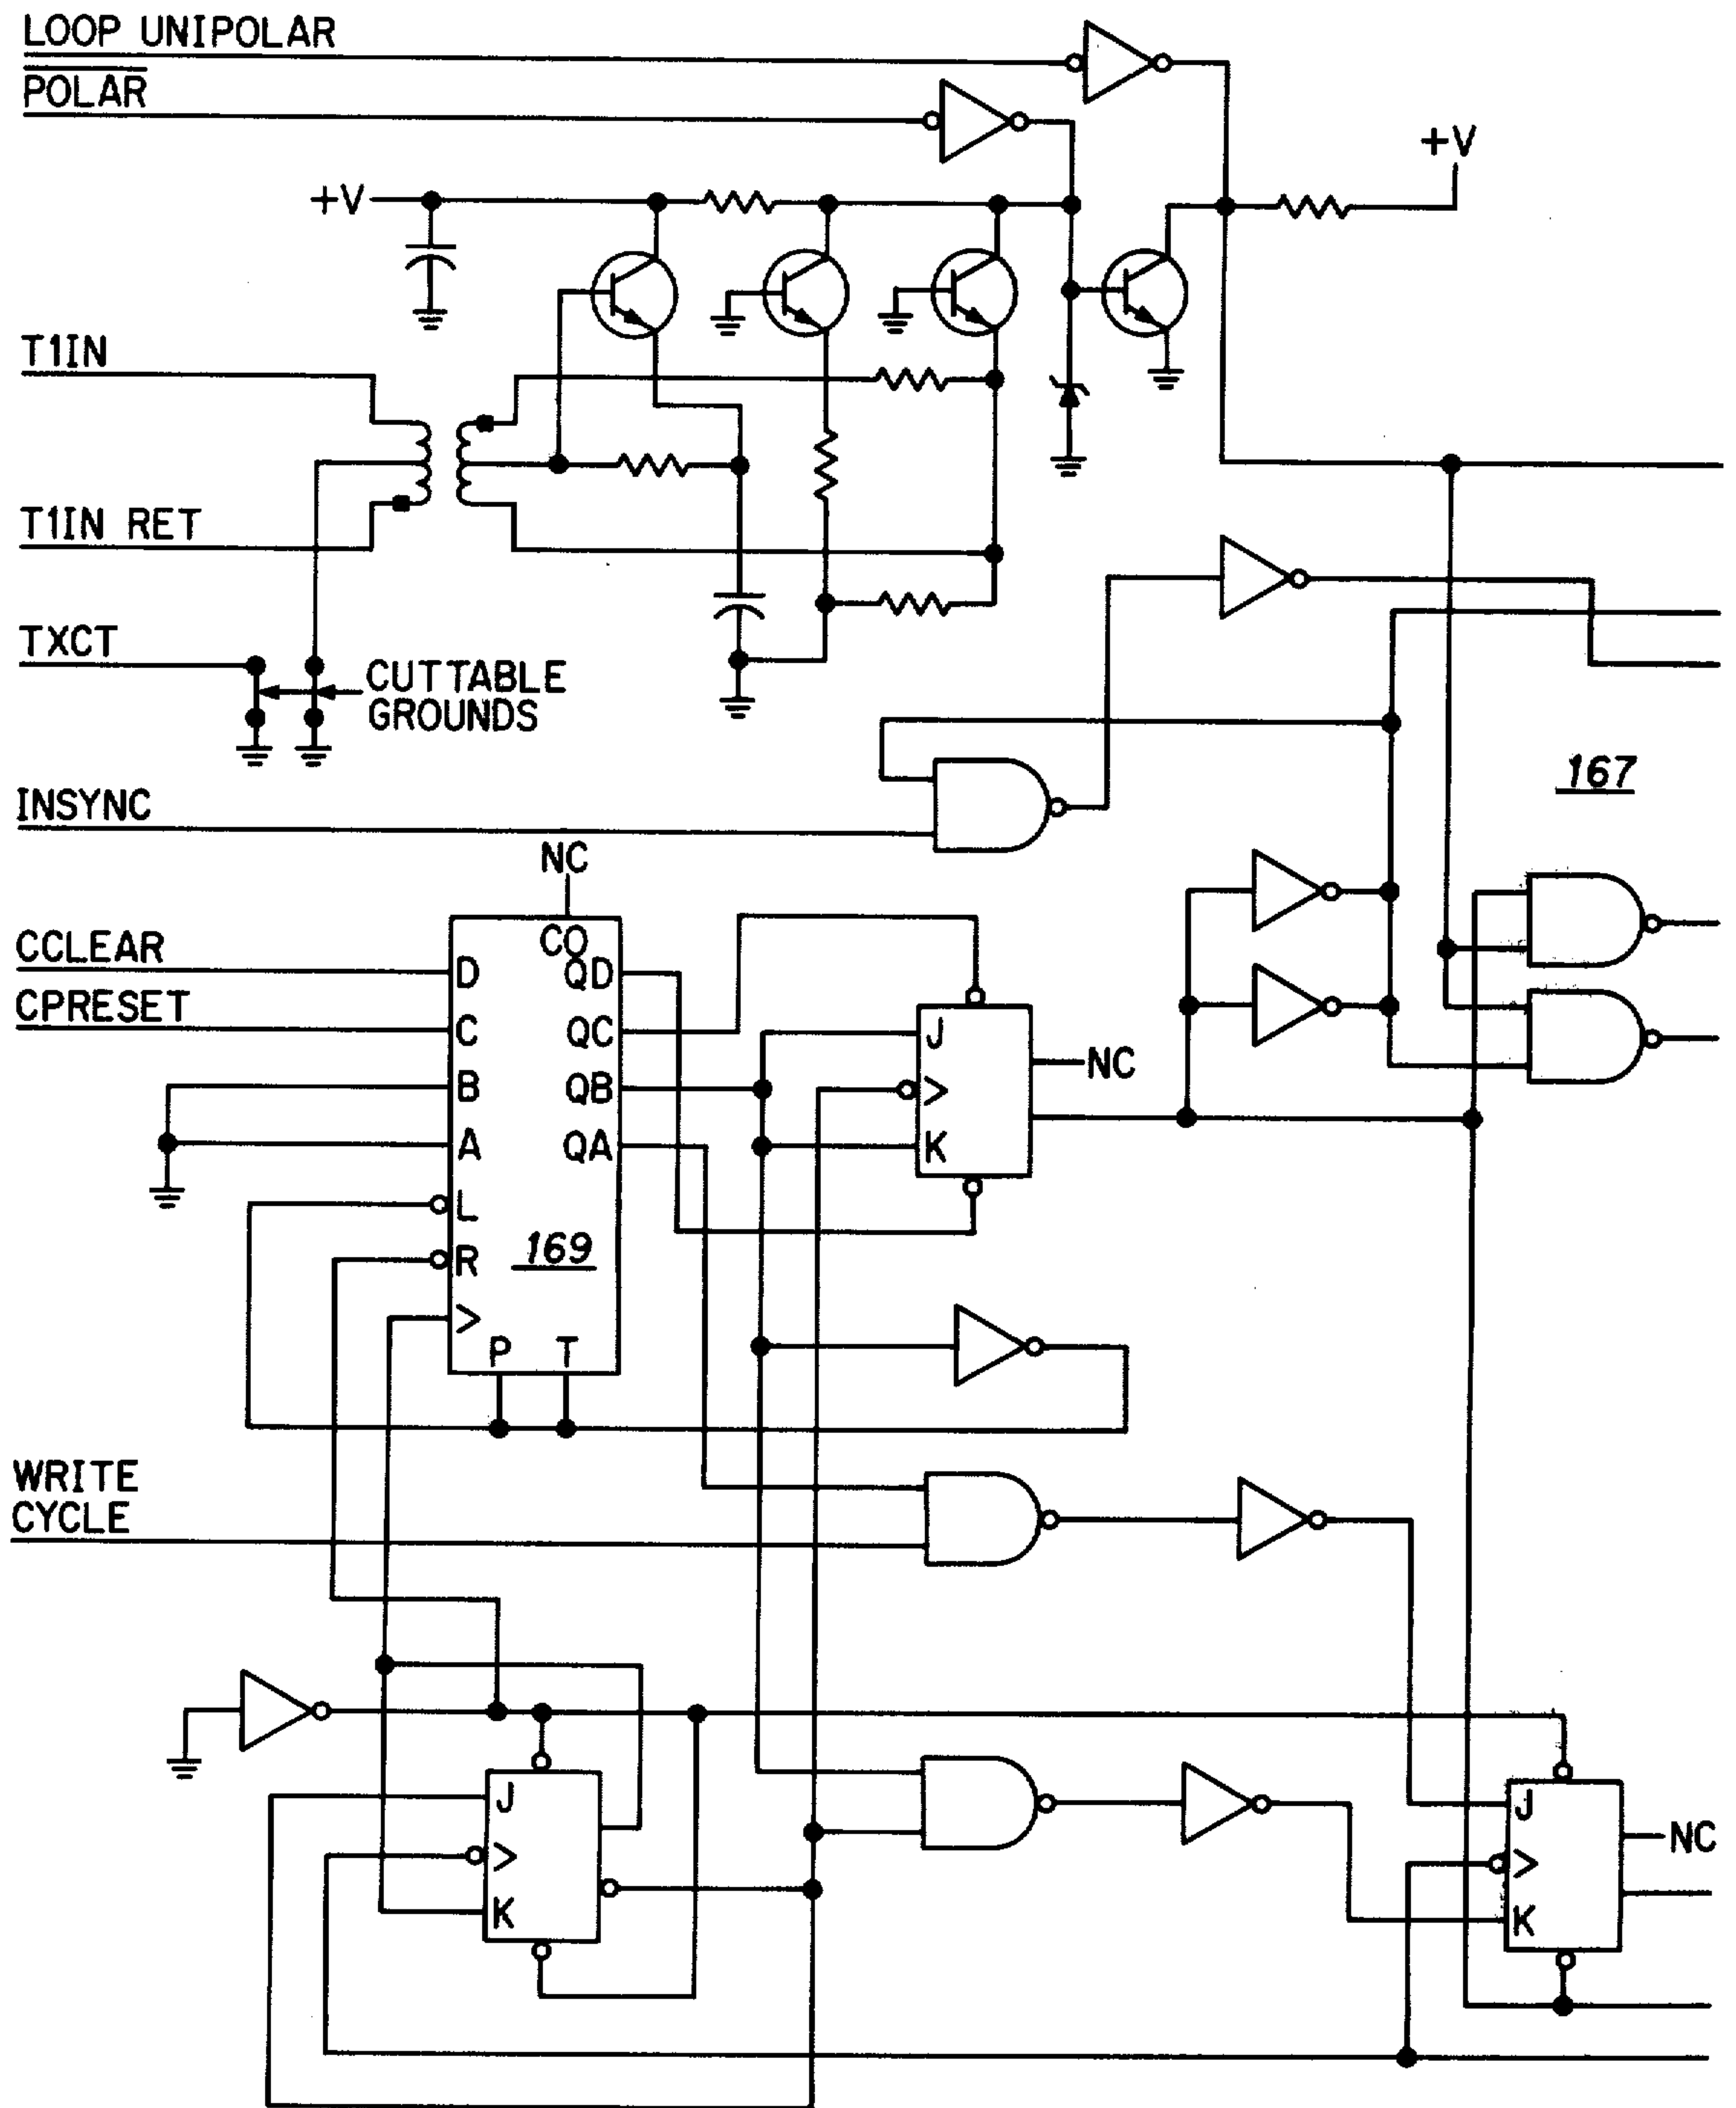 LOOP UNIPOLAR
POLAR
+V
+V
T1IN
T1IN RET
TXCT
CUTTABLE
GROUNDS
167
INSYNC
NC
CO
CCLEAR
D
QD
CPRESET
C
QC
J
B
QB
>
NC
A
QA
K
L
R
169
>
P
T
WRITE
CYCLE
J
>
K
J
>
K
NC